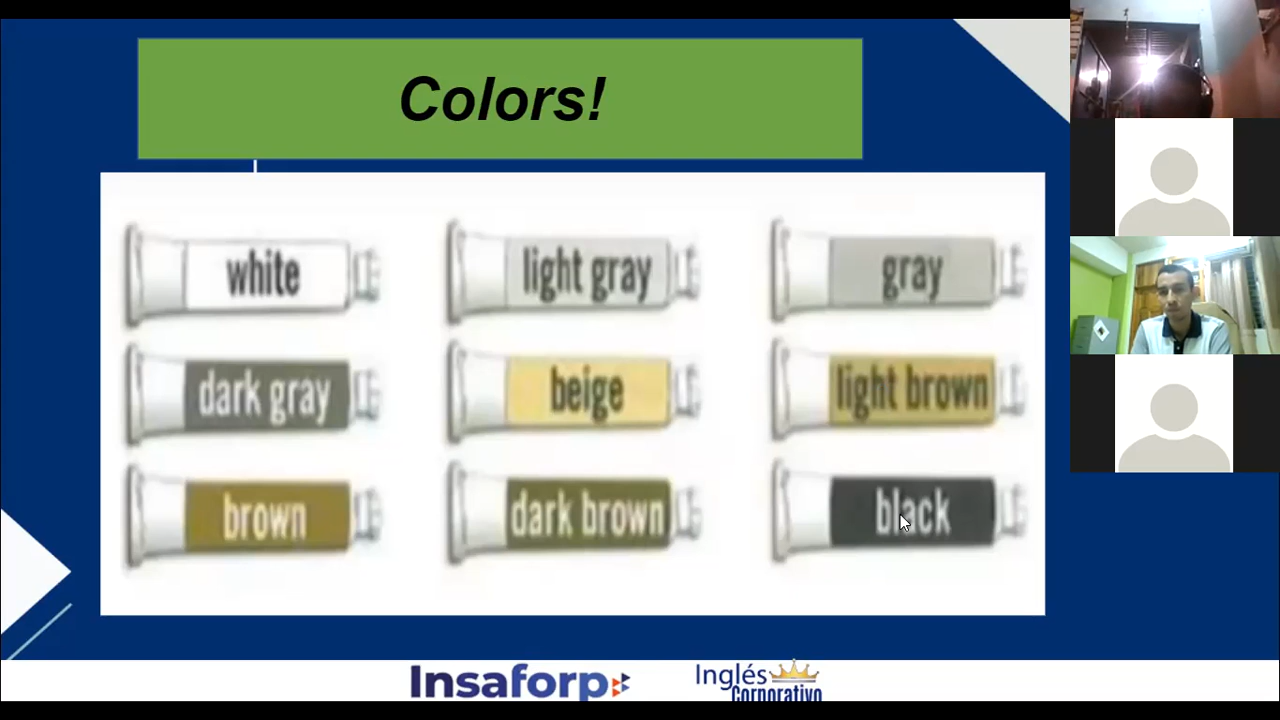 Colors!
white
light gray
gray
dark gray
beige
light brown
brown
dark brown
black
Insaforp
Inglés
Corporativo